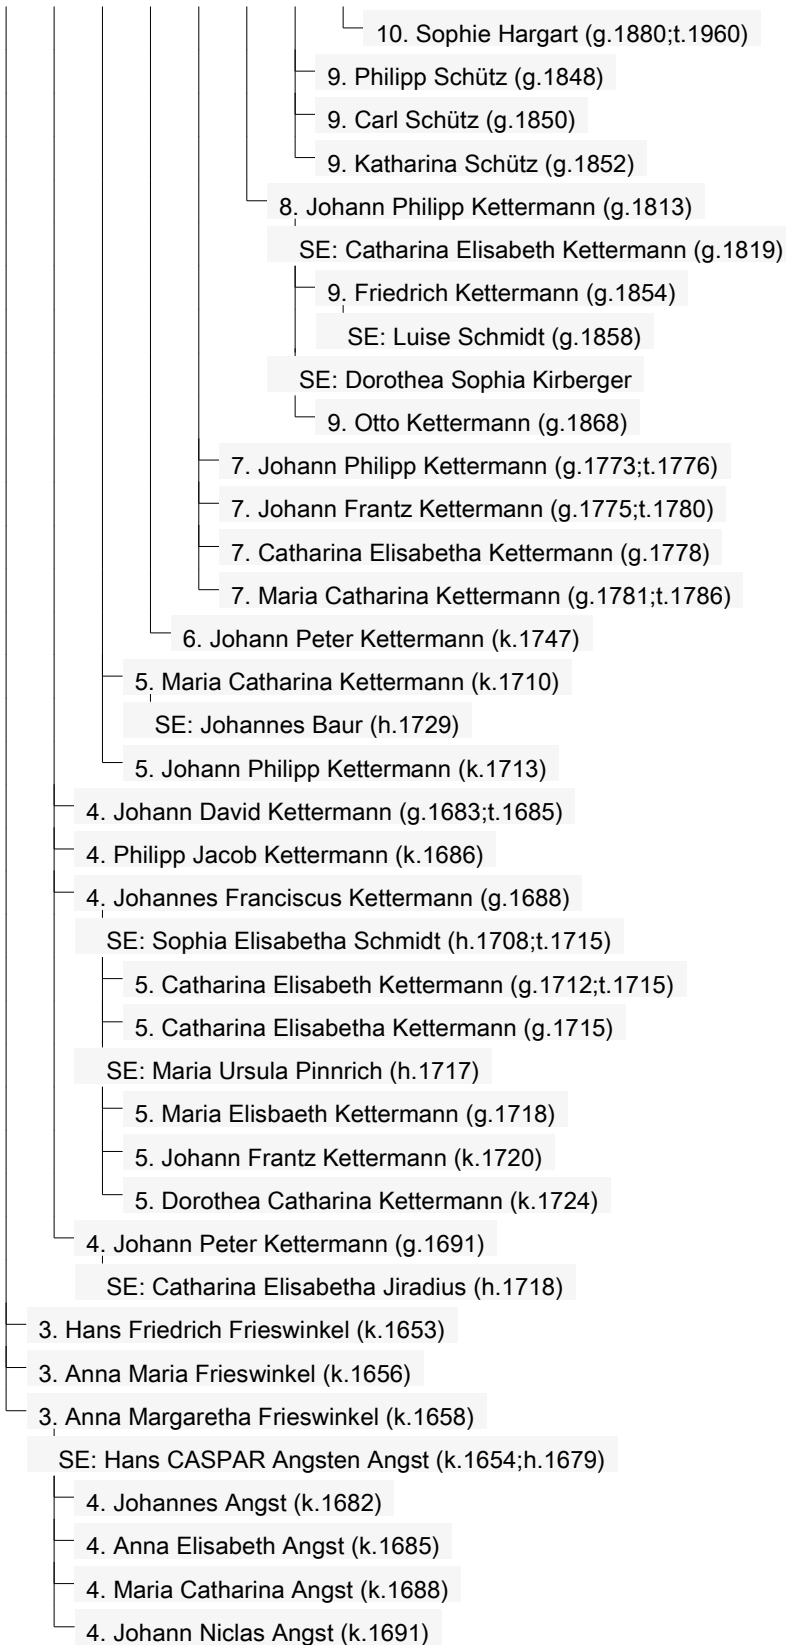 10. Sophie Hargart (g.1880;t.1960)
9. Philipp Schütz (g.1848)
9. Carl Schütz (g.1850)
9. Katharina Schütz (g.1852)
8. Johann Philipp Kettermann (g.1813)
SE: Catharina Elisabeth Kettermann (g.1819)
9. Friedrich Kettermann (g.1854)
SE: Luise Schmidt (g.1858)
SE: Dorothea Sophia Kirberger
9. Otto Kettermann (g.1868)
7. Johann Philipp Kettermann (g.1773;t.1776)
7. Johann Frantz Kettermann (g.1775;t.1780)
7. Catharina Elisabetha Kettermann (g.1778)
7. Maria Catharina Kettermann (g.1781;t.1786)
6. Johann Peter Kettermann (k.1747)
5. Maria Catharina Kettermann (k.1710)
SE: Johannes Baur (h.1729)
5. Johann Philipp Kettermann (k.1713)
4. Johann David Kettermann (g.1683;t.1685)
4. Philipp Jacob Kettermann (k.1686)
4. Johannes Franciscus Kettermann (g.1688)
SE: Sophia Elisabetha Schmidt (h.1708;t.1715)
5. Catharina Elisabeth Kettermann (g.1712;t.1715)
5. Catharina Elisabetha Kettermann (g.1715)
SE: Maria Ursula Pinnrich (h.1717)
5. Maria Elisbaeth Kettermann (g.1718)
5. Johann Frantz Kettermann (k.1720)
5. Dorothea Catharina Kettermann (k.1724)
4. Johann Peter Kettermann (g.1691)
SE: Catharina Elisabetha Jiradius (h.1718)
3. Hans Friedrich Frieswinkel (k.1653)
3. Anna Maria Frieswinkel (k.1656)
3. Anna Margaretha Frieswinkel (k.1658)
SE: Hans CASPAR Angsten Angst (k.1654;h.1679)
4. Johannes Angst (k.1682)
4. Anna Elisabeth Angst (k.1685)
4. Maria Catharina Angst (k.1688)
4. Johann Niclas Angst (k.1691)